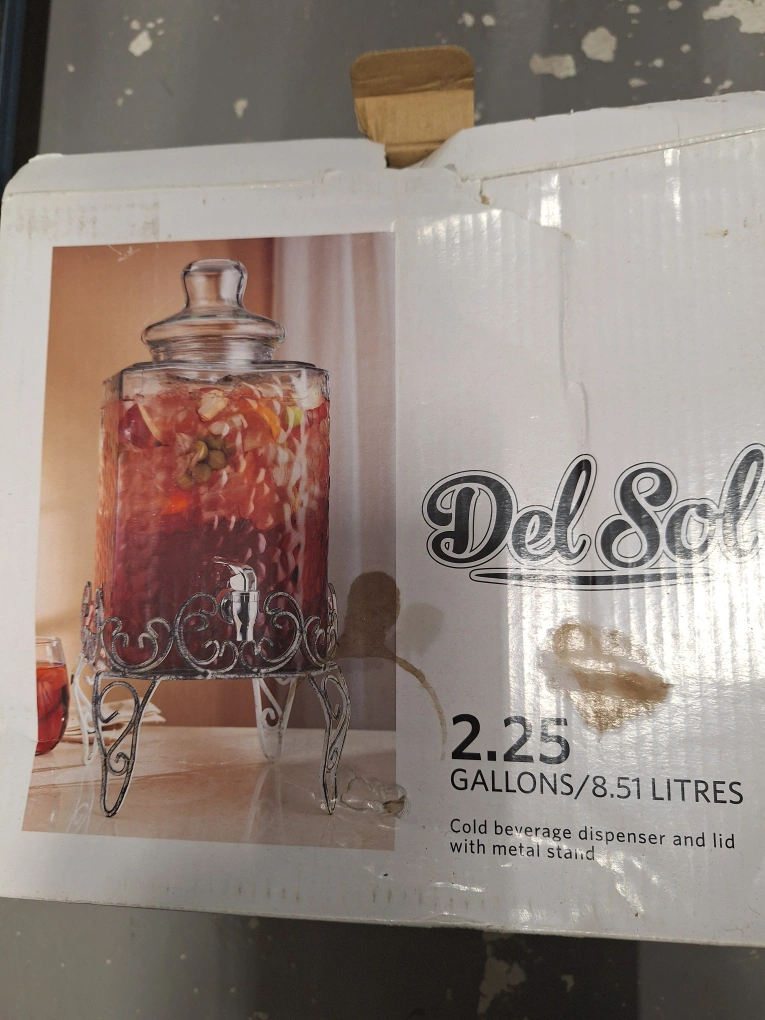 Del Sol
2.25
GALLONS/8.51 LITRES
Cold beverage dispenser and lid
with metal stand